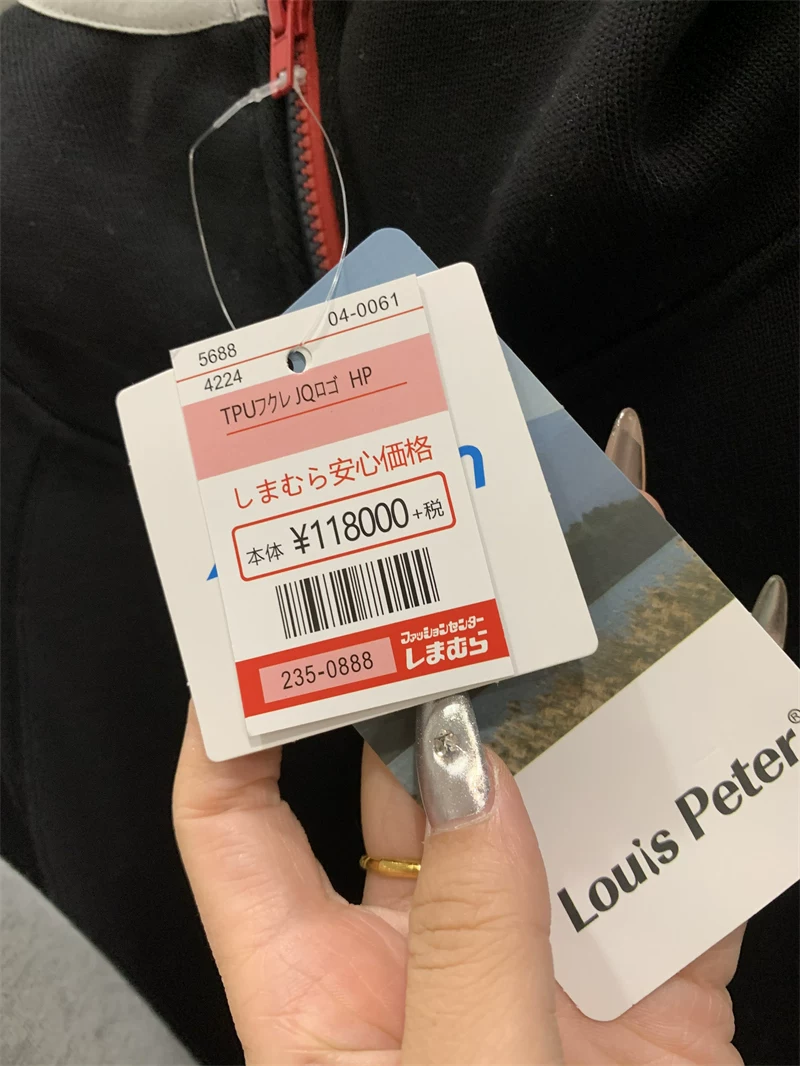 04-0061
5688
4224
TPUフクレ JQロゴ HP
しまむら安心価格
本体 ¥118000+税
235-0888
ファッションセンター
しまむら
Louis Peter®